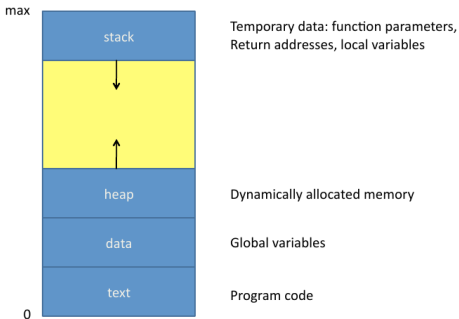 max
stack
Temporary data: function parameters,
Return addresses, local variables
heap
Dynamically allocated memory
data
Global variables
text
Program code
0